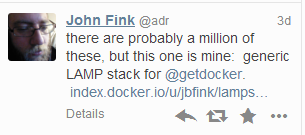 John Fink @adr 3d
there are probably a million of
these, but this one is mine:  generic
LAMP stack for @getdocker.
index.docker.io/u/jbfink/lamps…
Details